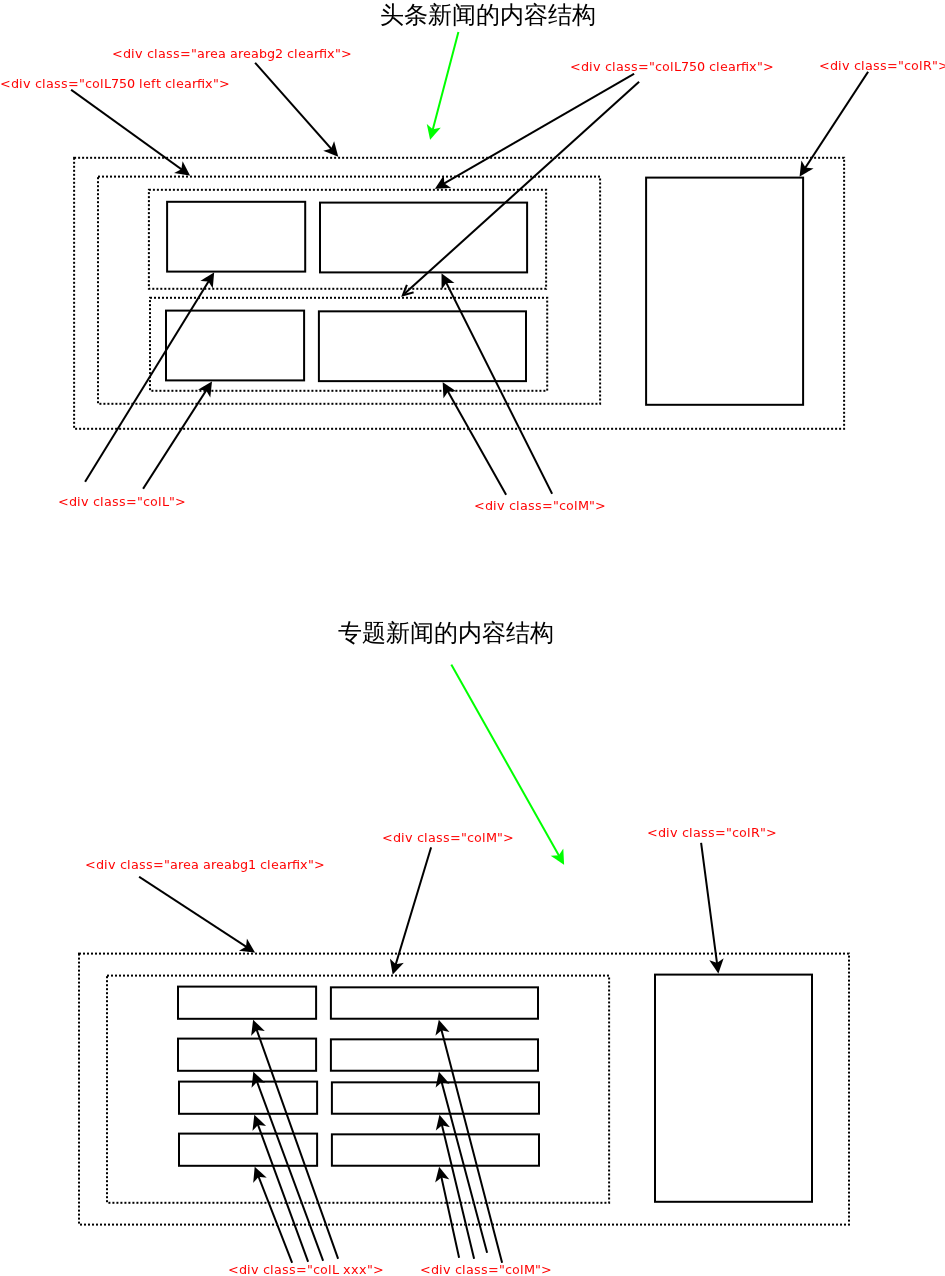 头条新闻的内容结构
<div class="area areabg2 clearfix">
<div class="colL750 clearfix">
<div class="colR">
<div class="colL750 left clearfix">
<div class="colL">
<div class="colM">
专题新闻的内容结构
<div class="colR">
<div class="colM">
<div class="area areabg1 clearfix">
<div class="colL xxx">
<div class="colM">